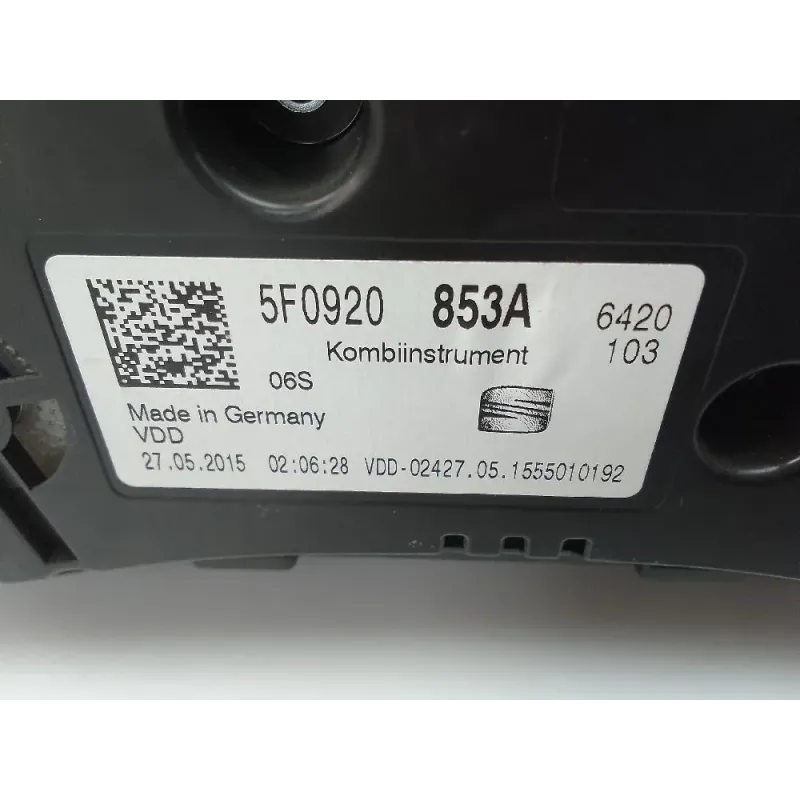 5F0920 853A 6420
Kombiinstrument 103
06S
Made in Germany
VDD
27.05.2015 02:06:28 VDD-02427.05.1555010192